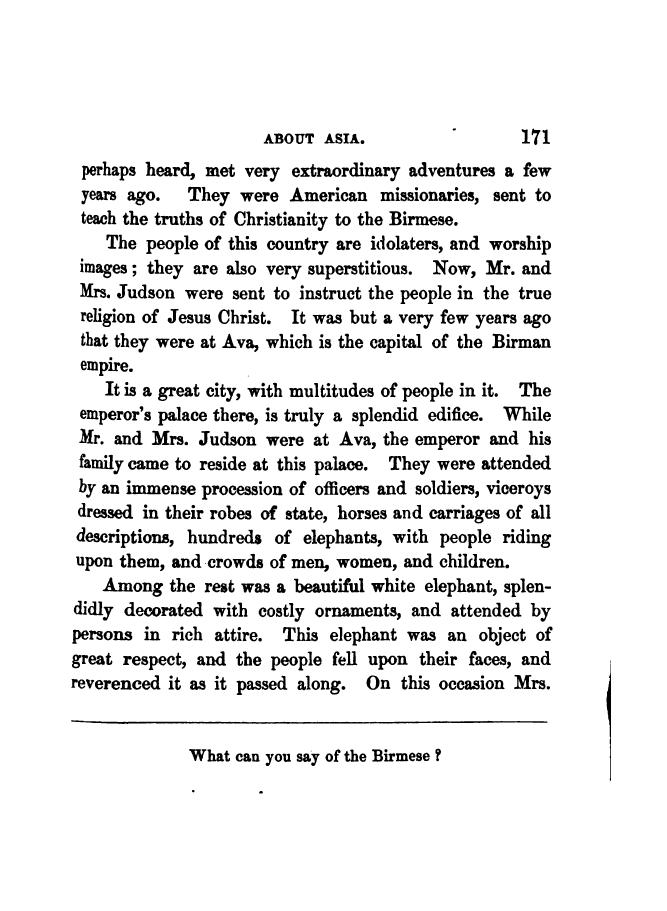 ABOUT ASIA. 171
perhaps heard, met very extraordinary adventures a few
years ago. They were American missionaries, sent to
teach the truths of Christianity to the Birmese.
The people of this country are idolaters, and worship
images; they are also very superstitious. Now, Mr. and
Mrs. Judson were sent to instruct the people in the true
religion of Jesus Christ. It was but a very few years ago
that they were at Ava, which is the capital of the Birman
empire.
It is a great city, with multitudes of people in it. The
emperor's palace there, is truly a splendid edifice. While
Mr. and Mrs. Judson were at Ava, the emperor and his
family came to reside at this palace. They were attended
by an immense procession of officers and soldiers, viceroys
dressed in their robes of state, horses and carriages of all
descriptions, hundreds of elephants, with people riding
upon them, and crowds of men, women, and children.
Among the rest was a beautiful white elephant, splen-
didly decorated with costly ornaments, and attended by
persons in rich attire. This elephant was an object of
great respect, and the people fell upon their faces, and
reverenced it as it passed along. On this occasion Mrs.
What can you say of the Birmese?